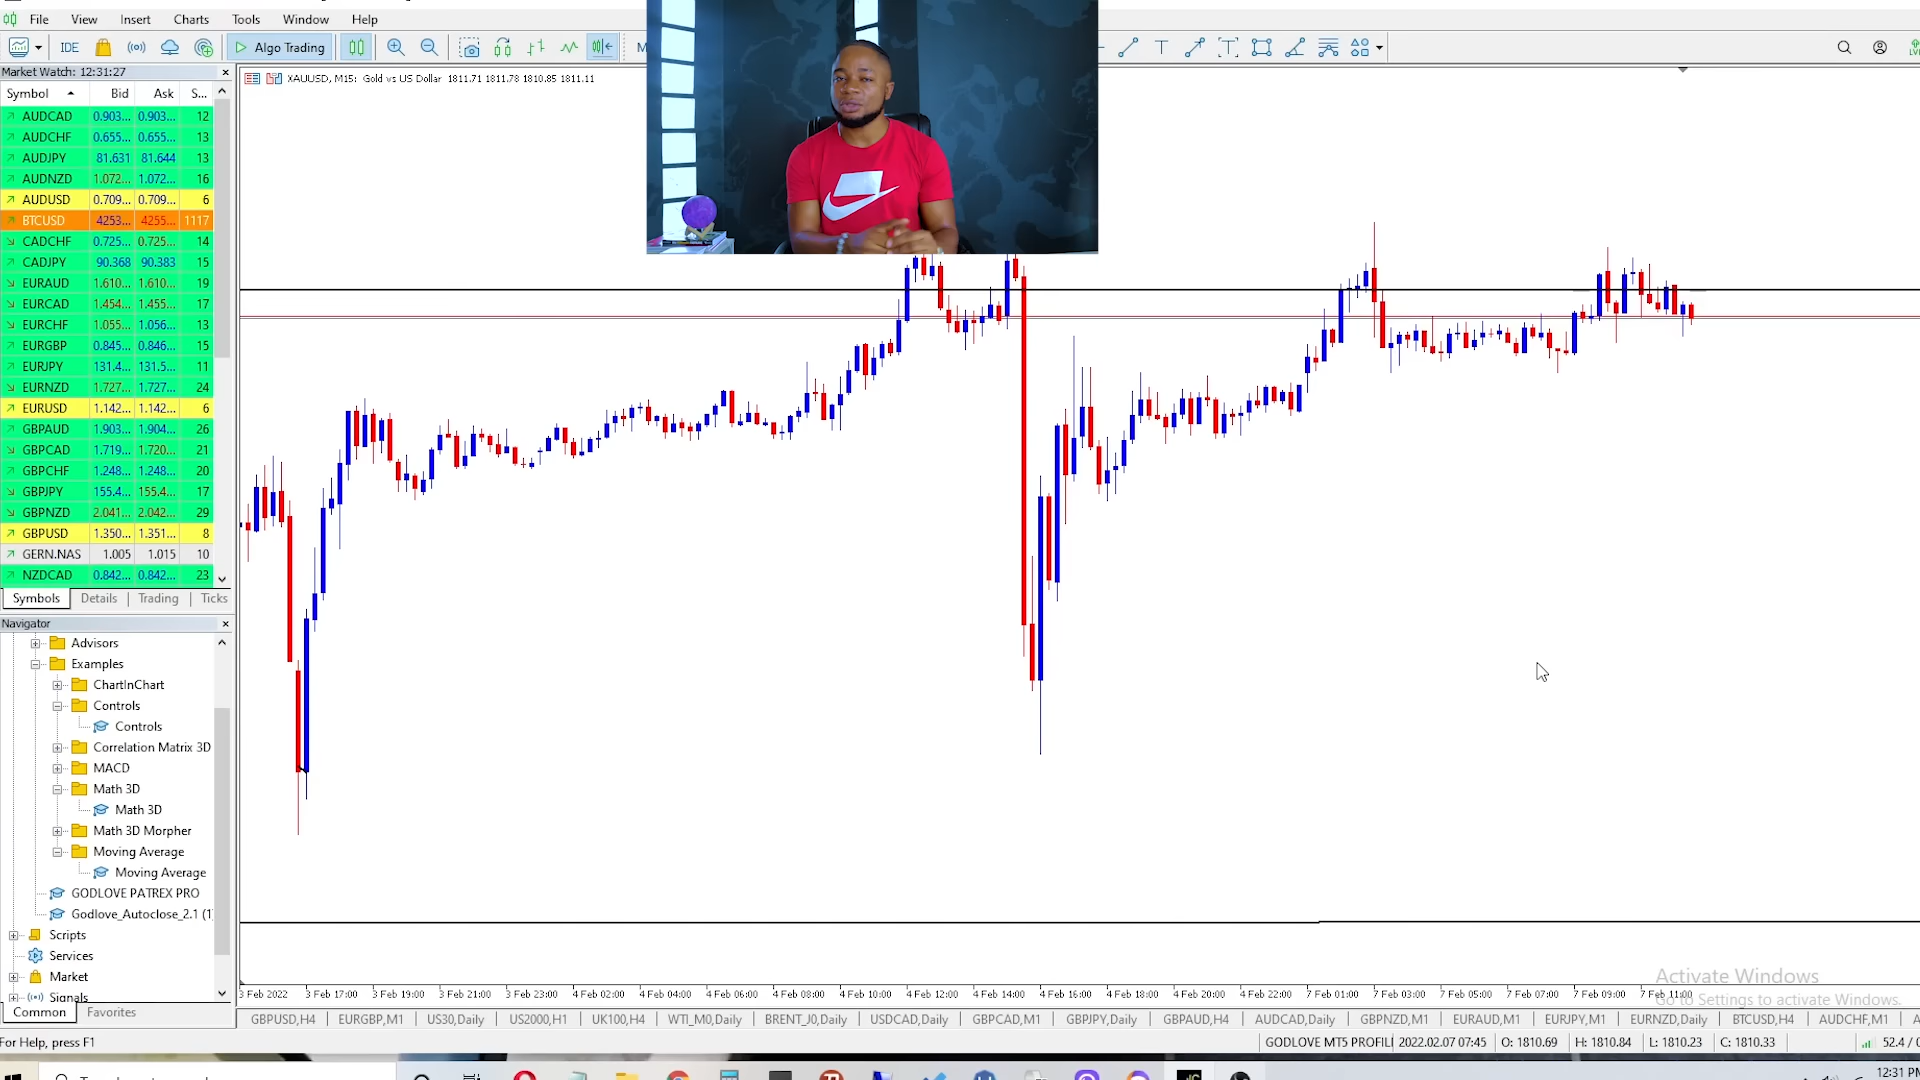 File View Insert Charts Tools Window Help
IDE Algo Trading
Market Watch: 12:31:27
XAUUSD, M15: Gold vs US Dollar 1811.71 1811.78 1810.85 1811.11
Symbol Bid Ask S...
AUDCAD 0.903... 0.903... 12
AUDCHF 0.655... 0.655... 13
AUDJPY 81.631 81.644 13
AUDNZD 1.072... 1.072... 16
AUDUSD 0.709... 0.709... 6
BTCUSD 4253... 4255... 1117
CADCHF 0.725... 0.725... 14
CADJPY 90.368 90.383 15
EURAUD 1.610... 1.610... 19
EURCAD 1.454... 1.455... 17
EURCHF 1.055... 1.056... 13
EURGBP 0.845... 0.846... 15
EURJPY 131.4... 131.5... 11
EURNZD 1.727... 1.727... 24
EURUSD 1.142... 1.142... 6
GBPAUD 1.903... 1.904... 26
GBPCAD 1.719... 1.720... 21
GBPCHF 1.248... 1.248... 20
GBPJPY 155.4... 155.4... 17
GBPNZD 2.041... 2.042... 29
GBPUSD 1.350... 1.351... 8
GERN.NAS 1.005 1.015 10
NZDCAD 0.842... 0.842... 23
Symbols Details Trading Ticks
Navigator
Advisors
Examples
ChartInChart
Controls
Controls
Correlation Matrix 3D
MACD
Math 3D
Math 3D
Math 3D Morpher
Moving Average
Moving Average
GODLOVE PATREX PRO
Godlove_Autoclose_2.1 (1)
Scripts
Services
Market
Signals
Common Favorites
Activate Windows
Go to Settings to activate Windows.
3 Feb 2022 3 Feb 17:00 3 Feb 19:00 3 Feb 21:00 3 Feb 23:00 4 Feb 02:00 4 Feb 04:00 4 Feb 06:00 4 Feb 08:00 4 Feb 10:00 4 Feb 12:00 4 Feb 14:00 4 Feb 16:00 4 Feb 18:00 4 Feb 20:00 4 Feb 22:00 7 Feb 01:00 7 Feb 03:00 7 Feb 05:00 7 Feb 07:00 7 Feb 09:00 7 Feb 11:00
GBPUSD,H4 EURGBP,M1 US30,Daily US2000,H1 UK100,H4 WTI_M0,Daily BRENT_J0,Daily USDCAD,Daily GBPCAD,M1 GBPJPY,Daily GBPAUD,H4 AUDCAD,Daily GBPNZD,M1 EURAUD,M1 EURJPY,M1 EURNZD,Daily BTCUSD,H4 AUDCHF,M1
For Help, press F1 GODLOVE MT5 PROFILI 2022.02.07 07:45 O: 1810.69 H: 1810.84 L: 1810.23 C: 1810.33 52.4 /
12:31 PM